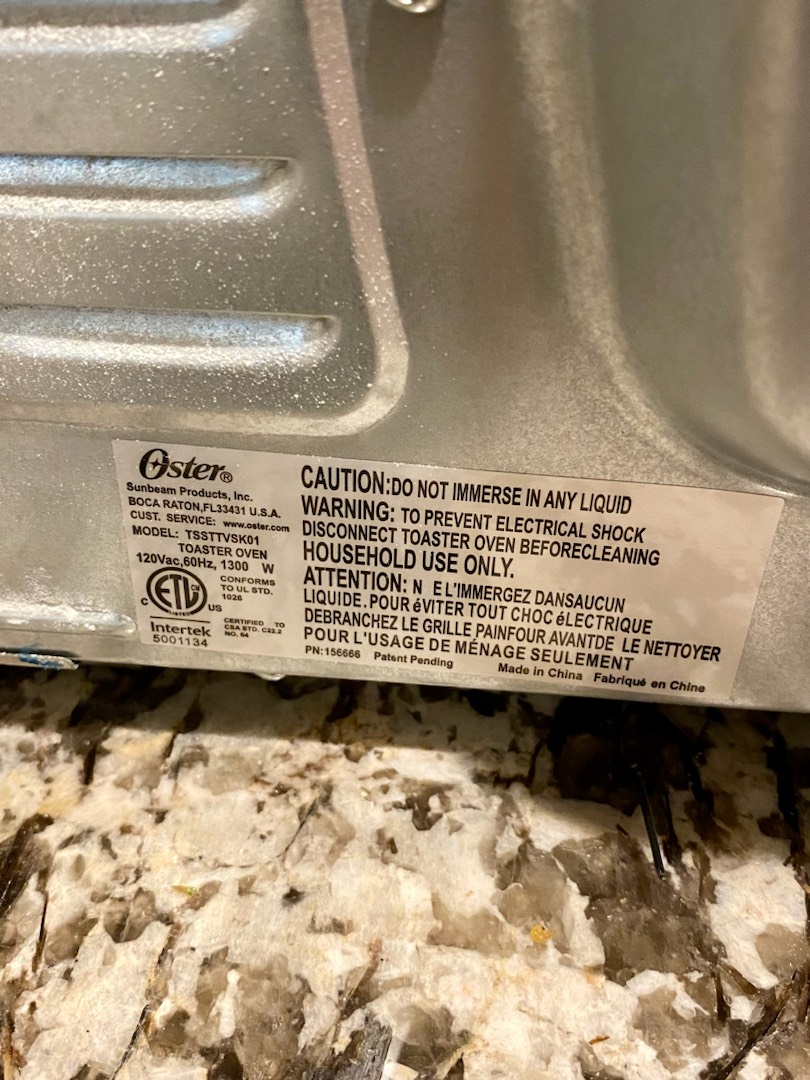 Oster®
Sunbeam Products, Inc.
BOCA RATON,FL33431 U.S.A.
CUST. SERVICE: www.oster.com
MODEL: TSSTTVSK01
TOASTER OVEN
120Vac,60Hz, 1300 W
C ETL CM US
LISTED
CONFORMS
TO UL STD.
1026
Intertek
5001134
CERTIFIED TO
CSA STD. C22.2
NO. 64
CAUTION:DO NOT IMMERSE IN ANY LIQUID
WARNING: TO PREVENT ELECTRICAL SHOCK
DISCONNECT TOASTER OVEN BEFORECLEANING
HOUSEHOLD USE ONLY.
ATTENTION: N E L'IMMERGEZ DANSAUCUN
LIQUIDE.POUR éVITER TOUT CHOC éLECTRIQUE
DEBRANCHEZ LE GRILLE PAINFOUR AVANTDE LE NETTOYER
POUR L'USAGE DE MÉNAGE SEULEMENT
PN:156666 Patent Pending Made in China Fabriqué en Chine